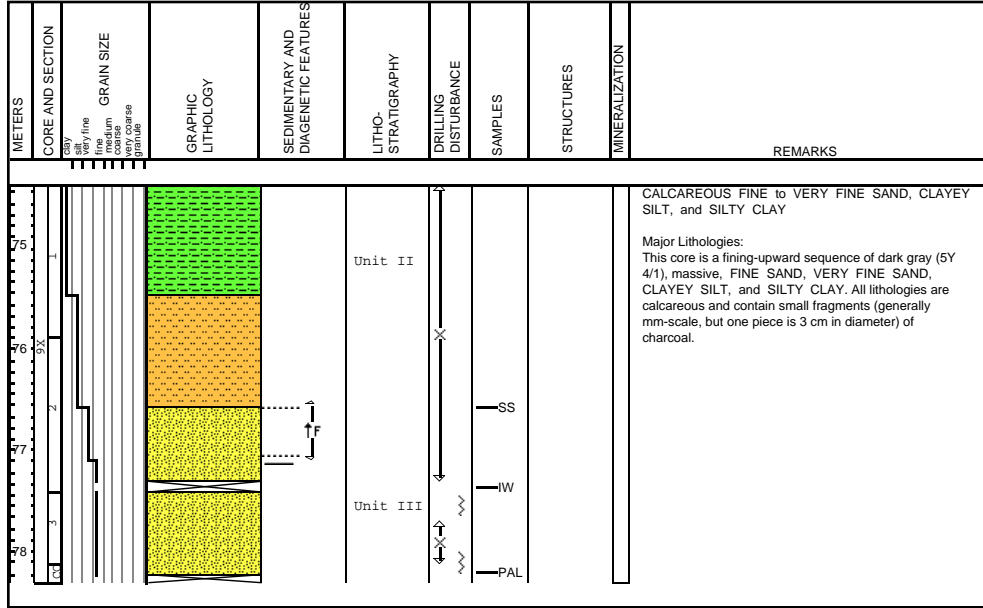 METERS
CORE AND SECTION
GRAIN SIZE
clay
silt
very fine
fine
medium
coarse
very coarse
granule
GRAPHIC
LITHOLOGY
SEDIMENTARY AND
DIAGENETIC FEATURES
LITHO-
STRATIGRAPHY
DRILLING
DISTURBANCE
SAMPLES
STRUCTURES
MINERALIZATION
REMARKS
75
76
77
78
9X
1
2
3
CC
F
Unit II
Unit III
SS
IW
PAL
CALCAREOUS FINE to VERY FINE SAND, CLAYEY
SILT, and SILTY CLAY
Major Lithologies:
This core is a fining-upward sequence of dark gray (5Y
4/1), massive, FINE SAND, VERY FINE SAND,
CLAYEY SILT, and SILTY CLAY. All lithologies are
calcareous and contain small fragments (generally
mm-scale, but one piece is 3 cm in diameter) of
charcoal.